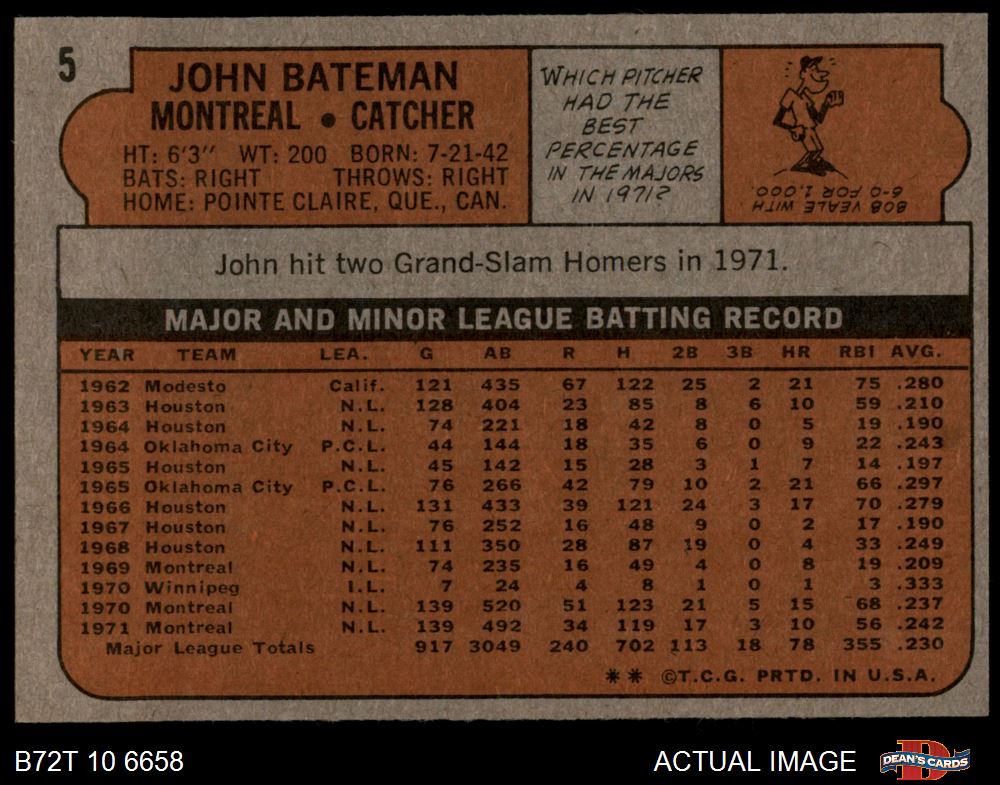 5
JOHN BATEMAN
MONTREAL • CATCHER
HT: 6'3" WT: 200 BORN: 7-21-42
BATS: RIGHT THROWS: RIGHT
HOME: POINTE CLAIRE, QUE., CAN.
WHICH PITCHER
HAD THE
BEST
PERCENTAGE
IN THE MAJORS
IN 1971?
BOB VEALE WITH
6-0 FOR 1.000.
John hit two Grand-Slam Homers in 1971.
MAJOR AND MINOR LEAGUE BATTING RECORD
YEAR TEAM LEA. G AB R H 2B 3B HR RBI AVG.
1962 Modesto Calif. 121 435 67 122 25 2 21 75 .280
1963 Houston N.L. 128 404 23 85 8 6 10 59 .210
1964 Houston N.L. 74 221 18 42 8 0 5 19 .190
1964 Oklahoma City P.C.L. 44 144 18 35 6 0 9 22 .243
1965 Houston N.L. 45 142 15 28 3 1 7 14 .197
1965 Oklahoma City P.C.L. 76 266 42 79 10 2 21 66 .297
1966 Houston N.L. 131 433 39 121 24 3 17 70 .279
1967 Houston N.L. 76 252 16 48 9 0 2 17 .190
1968 Houston N.L. 111 350 28 87 19 0 4 33 .249
1969 Montreal N.L. 74 235 16 49 4 0 8 19 .209
1970 Winnipeg I.L. 7 24 4 8 1 0 1 3 .333
1970 Montreal N.L. 139 520 51 123 21 5 15 68 .237
1971 Montreal N.L. 139 492 34 119 17 3 10 56 .242
Major League Totals 917 3049 240 702 113 18 78 355 .230
** ©T.C.G. PRTD. IN U.S.A.
B72T 10 6658 ACTUAL IMAGE DEAN'S CARDS